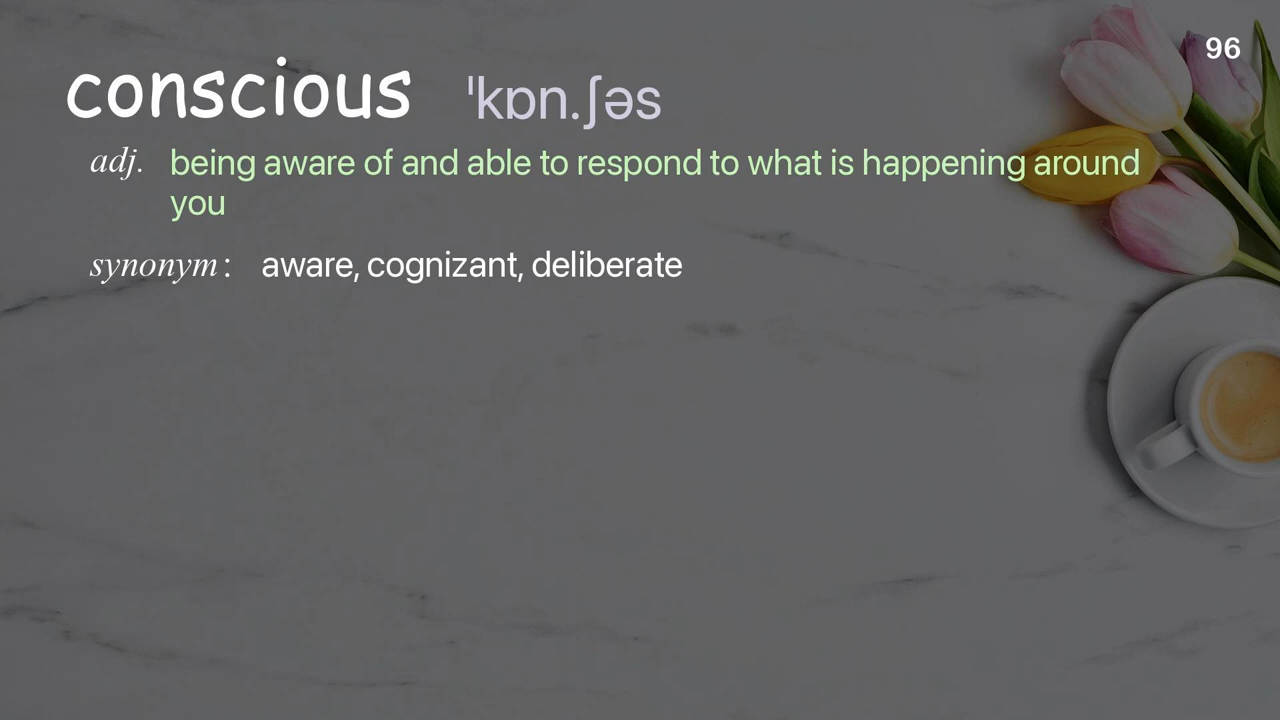 96
conscious ˈkɒn.ʃəs
adj. being aware of and able to respond to what is happening around
you
synonym: aware, cognizant, deliberate